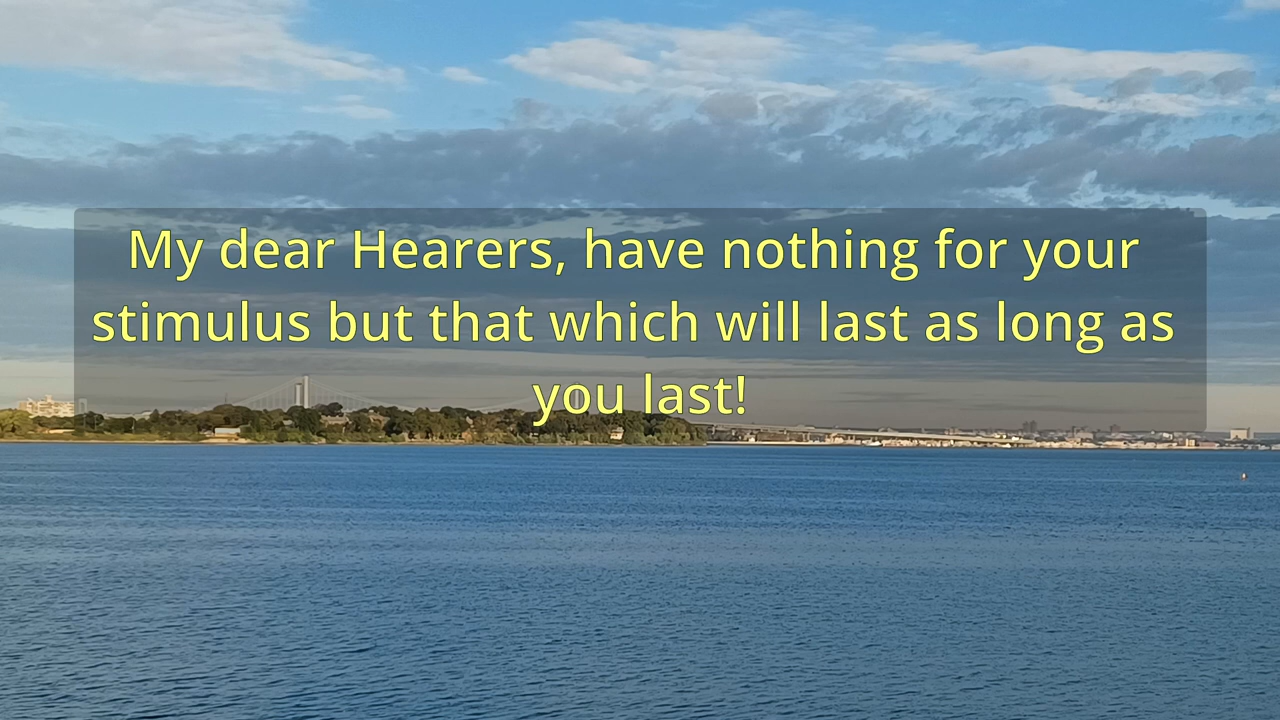 My dear Hearers, have nothing for your
stimulus but that which will last as long as
you last!